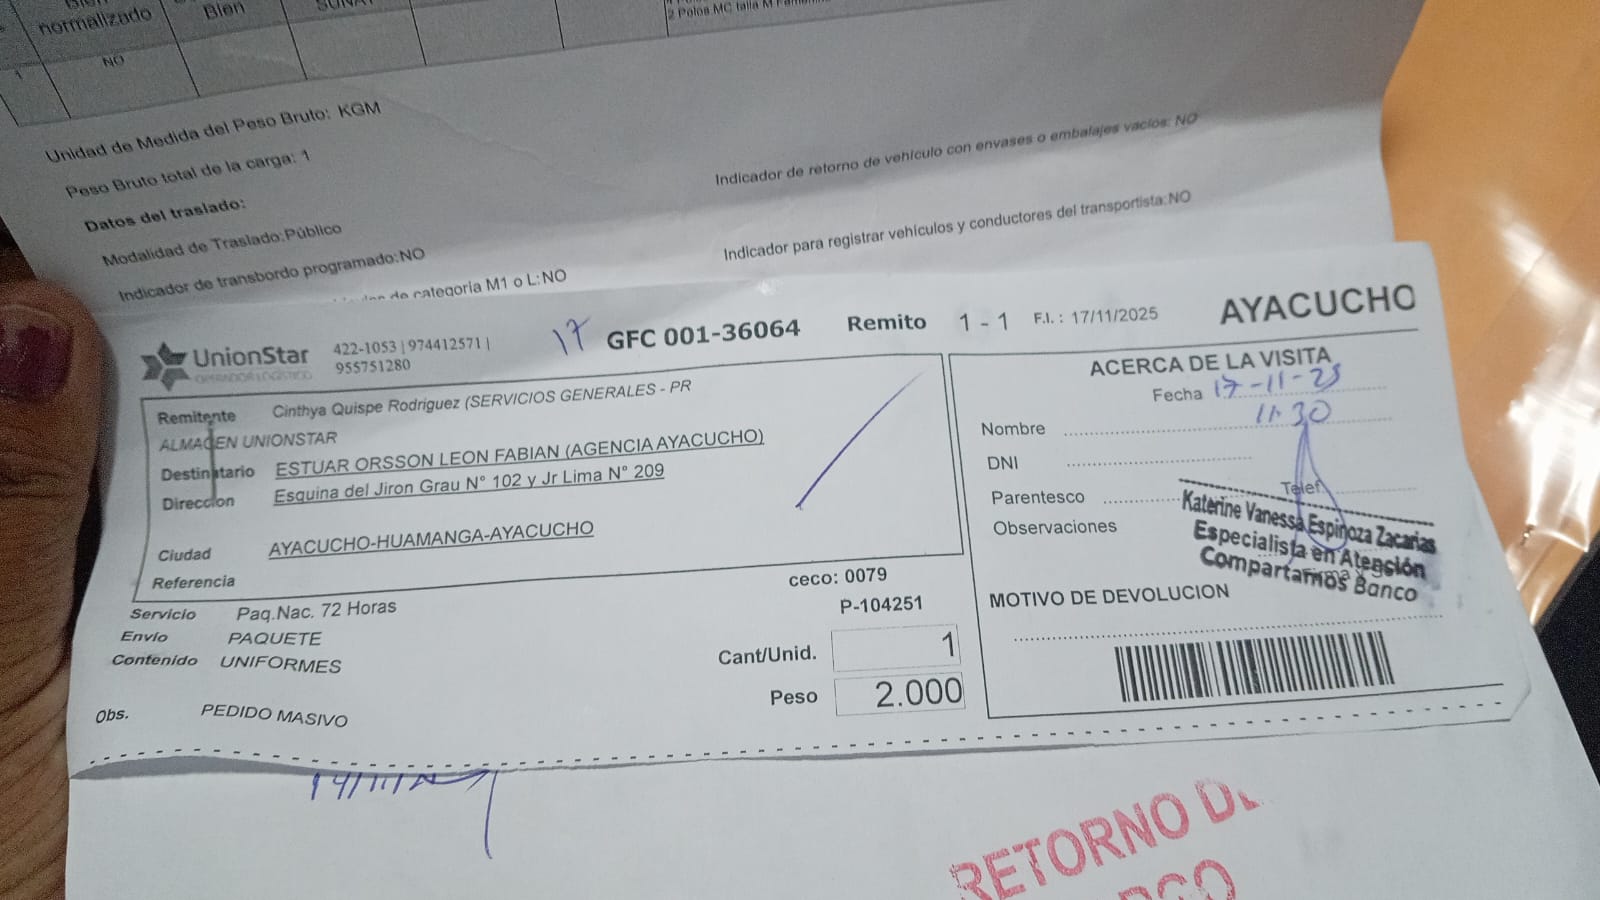 normalizado
Bien
2 Polos MC talla M
1
NO
Unidad de Medida del Peso Bruto: KGM
Peso Bruto total de la carga: 1
Indicador de retorno de vehículo con envases o embalajes vacíos: NO
Datos del traslado:
Modalidad de Traslado:Público
Indicador para registrar vehículos y conductores del transportista:NO
Indicador de transbordo programado:NO
de categoria M1 o L:NO
UnionStar
OPERADOR LOGISTICO
422-1053 | 974412571 |
955751280
17
GFC 001-36064
Remito 1 - 1
F.I. : 17/11/2025
AYACUCHO
Remitente Cinthya Quispe Rodriguez (SERVICIOS GENERALES - PR
ALMACEN UNIONSTAR
Destinatario ESTUAR ORSSON LEON FABIAN (AGENCIA AYACUCHO)
Dirección Esquina del Jiron Grau N° 102 y Jr Lima N° 209
Ciudad AYACUCHO-HUAMANGA-AYACUCHO
Referencia
Servicio Paq.Nac. 72 Horas
Envío PAQUETE
Contenido UNIFORMES
Obs. PEDIDO MASIVO
ceco: 0079
P-104251
Cant/Unid. 1
Peso 2.000
ACERCA DE LA VISITA
Fecha 17-11-25
11:30
Nombre
DNI
Telef.
Parentesco
Observaciones
Katerine Vanessa Espinoza Zacarias
Especialista en Atención
Compartamos Banco
MOTIVO DE DEVOLUCION
RETORNO DE